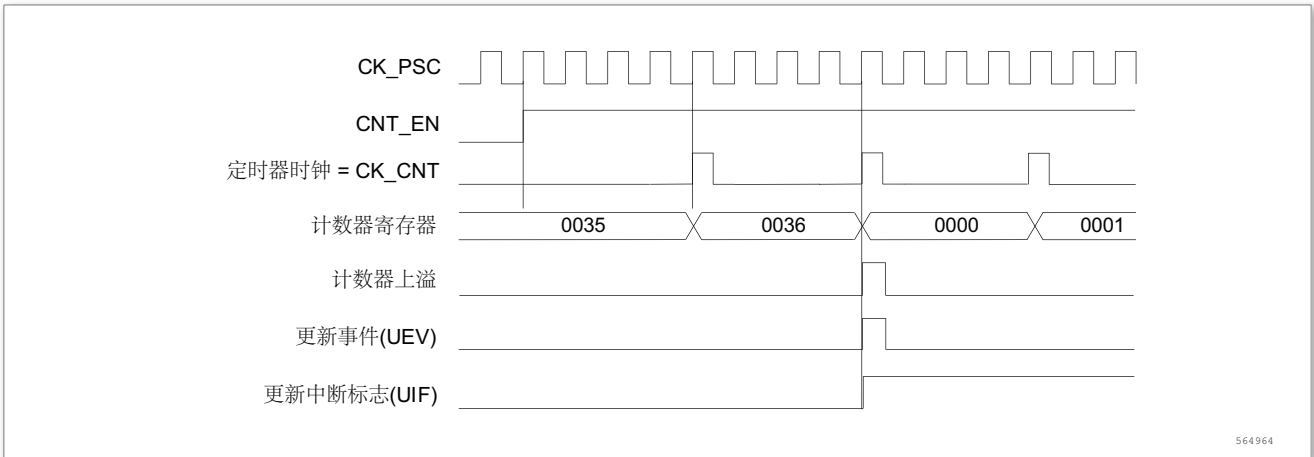 CK_PSC
CNT_EN
定时器时钟 = CK_CNT
计数器寄存器 0035 0036 0000 0001
计数器上溢
更新事件(UEV)
更新中断标志(UIF)
564964